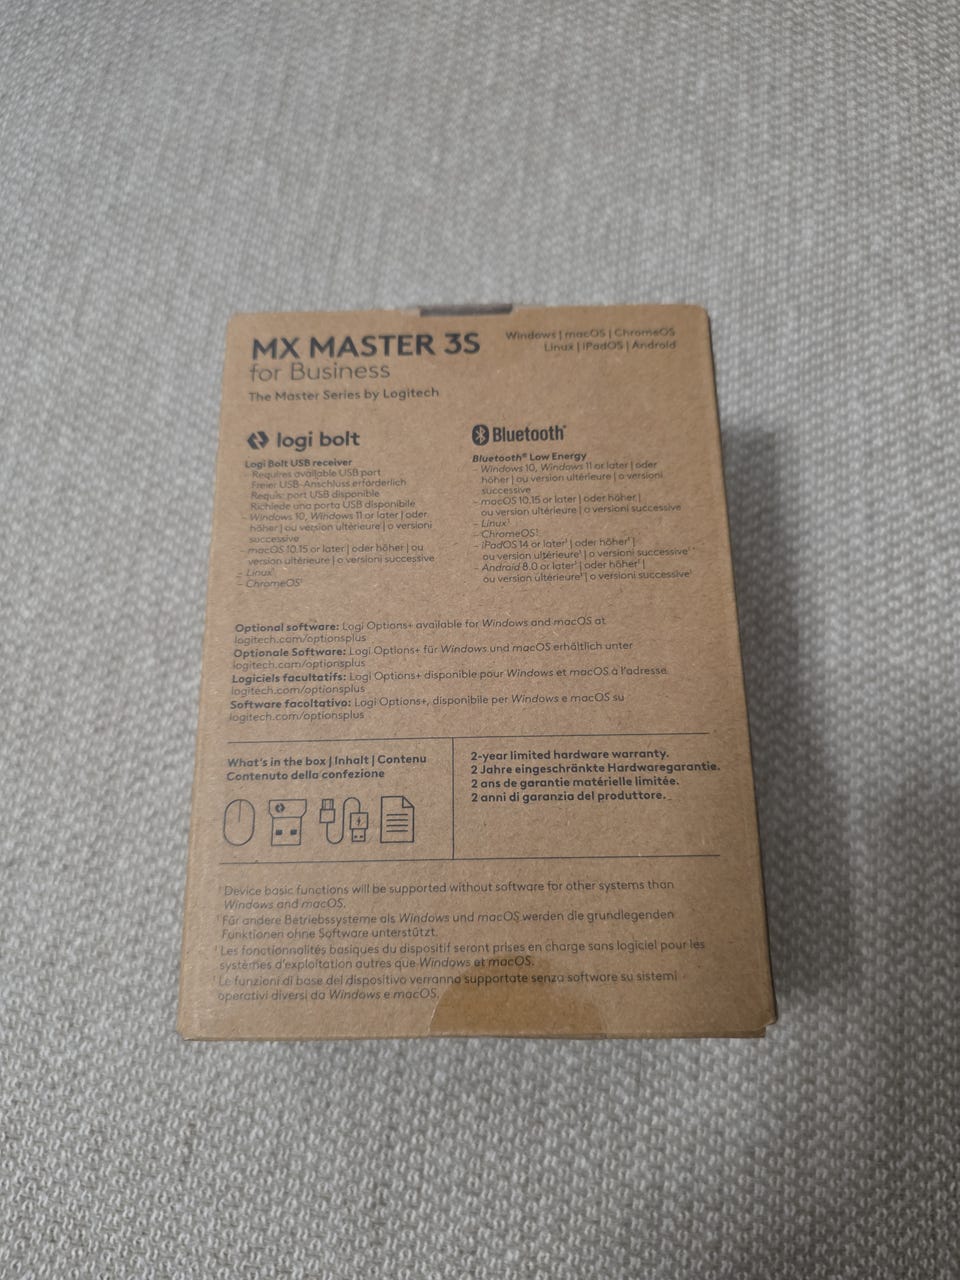 MX MASTER 3S
for Business
The Master Series by Logitech
Windows | macOS | ChromeOS
Linux | iPadOS | Android
logi bolt
Logi Bolt USB receiver
- Requires available USB port
Freier USB-Anschluss erforderlich
Requis: port USB disponible
Richiede una porta USB disponibile
- Windows 10, Windows 11 or later | oder
höher | ou version ultérieure | o versioni
successive
- macOS 10.15 or later | oder höher | ou
version ultérieure | o versioni successive
- Linux¹
- ChromeOS¹
Bluetooth®
Bluetooth® Low Energy
- Windows 10, Windows 11 or later | oder
höher | ou version ultérieure | o versioni
successive
- macOS 10.15 or later | oder höher |
ou version ultérieure | o versioni successive
- Linux¹
- ChromeOS¹
- iPadOS 14 or later¹ | oder höher¹ |
ou version ultérieure¹ | o versioni successive¹
- Android 8.0 or later¹ | oder höher¹ |
ou version ultérieure¹ | o versioni successive¹
Optional software: Logi Options+ available for Windows and macOS at
logitech.com/optionsplus
Optionale Software: Logi Options+ für Windows und macOS erhältlich unter
logitech.com/optionsplus
Logiciels facultatifs: Logi Options+ disponible pour Windows et macOS à l'adresse
logitech.com/optionsplus
Software facoltativo: Logi Options+, disponibile per Windows e macOS su
logitech.com/optionsplus
What's in the box | Inhalt | Contenu
Contenuto della confezione
2-year limited hardware warranty.
2 Jahre eingeschränkte Hardwaregarantie.
2 ans de garantie matérielle limitée.
2 anni di garanzia del produttore.
¹ Device basic functions will be supported without software for other systems than
Windows and macOS.
¹ Für andere Betriebssysteme als Windows und macOS werden die grundlegenden
Funktionen ohne Software unterstützt.
¹ Les fonctionnalités basiques du dispositif seront prises en charge sans logiciel pour les
systèmes d'exploitation autres que Windows et macOS.
¹ Le funzioni di base del dispositivo verranno supportate senza software su sistemi
operativi diversi da Windows e macOS.